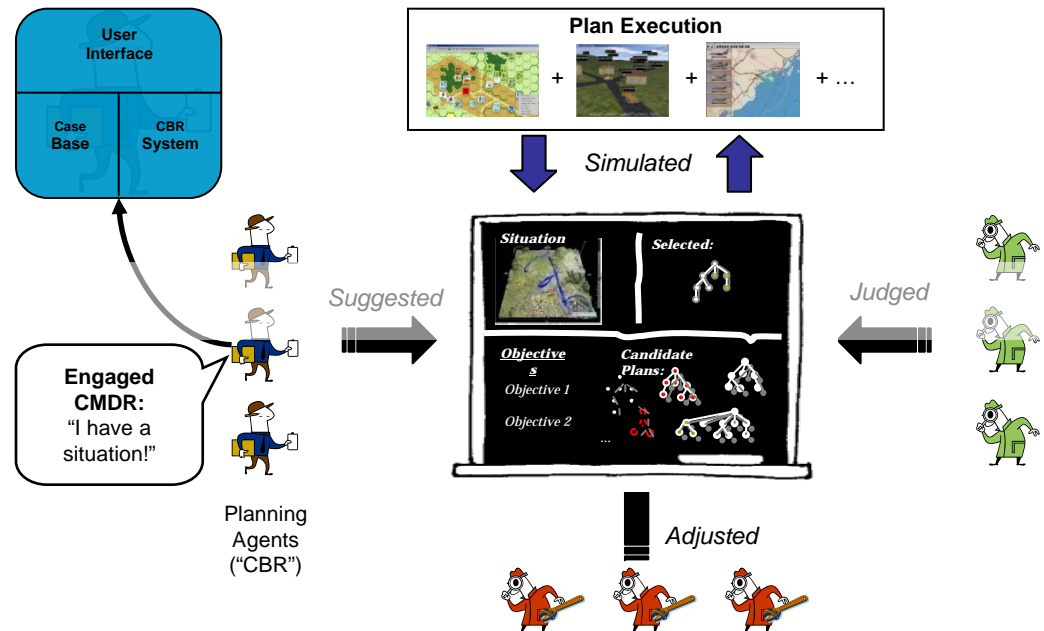 User
Interface
Case
Base
CBR
System
Plan Execution
+
+
+ …
Simulated
Suggested
Judged
Situation
Selected:
Objective
s
Objective 1
Objective 2
Candidate
Plans:
...
Engaged
CMDR:
“I have a
situation!”
Planning
Agents
(“CBR”)
Adjusted